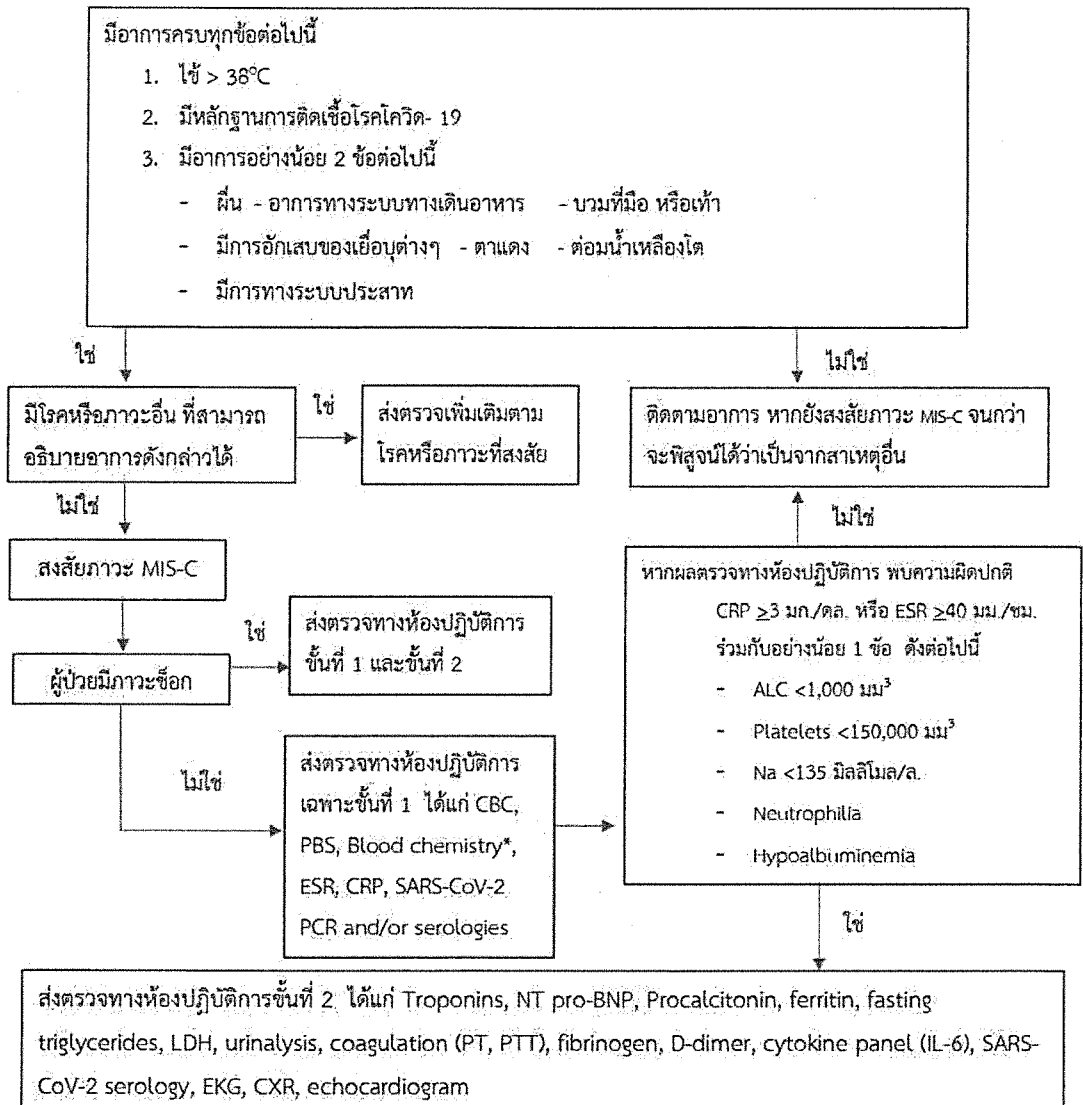 มีอาการครบทุกข้อต่อไปนี้
1. ไข้ > 38°C
2. มีหลักฐานการติดเชื้อโรคโควิด- 19
3. มีอาการอย่างน้อย 2 ข้อต่อไปนี้
- ผื่น - อาการทางระบบทางเดินอาหาร - บวมที่มือ หรือเท้า
- มีการอักเสบของเยื่อบุต่างๆ - ตาแดง - ต่อมน้ำเหลืองโต
- มีการทางระบบประสาท
ใช่
ไม่ใช่
มีโรคหรือภาวะอื่น ที่สามารถ
อธิบายอาการดังกล่าวได้
ใช่
ส่งตรวจเพิ่มเติมตาม
โรคหรือภาวะที่สงสัย
ติดตามอาการ หากยังสงสัยภาวะ MIS-C จนกว่า
จะพิสูจน์ได้ว่าเป็นจากสาเหตุอื่น
ไม่ใช่
ไม่ใช่
สงสัยภาวะ MIS-C
ใช่
ส่งตรวจทางห้องปฏิบัติการ
ขั้นที่ 1 และขั้นที่ 2
ผู้ป่วยมีภาวะช็อก
หากผลตรวจทางห้องปฏิบัติการ พบความผิดปกติ
CRP ≥3 มก./ดล. หรือ ESR ≥40 มม./ชม.
ร่วมกับอย่างน้อย 1 ข้อ ดังต่อไปนี้
- ALC <1,000 มม³
- Platelets <150,000 มม³
- Na <135 มิลลิโมล/ล.
- Neutrophilia
- Hypoalbuminemia
ไม่ใช่
ส่งตรวจทางห้องปฏิบัติการ
เฉพาะขั้นที่ 1 ได้แก่ CBC,
PBS, Blood chemistry*,
ESR, CRP, SARS-CoV-2
PCR and/or serologies
ใช่
ส่งตรวจทางห้องปฏิบัติการขั้นที่ 2 ได้แก่ Troponins, NT pro-BNP, Procalcitonin, ferritin, fasting
triglycerides, LDH, urinalysis, coagulation (PT, PTT), fibrinogen, D-dimer, cytokine panel (IL-6), SARS-
CoV-2 serology, EKG, CXR, echocardiogram